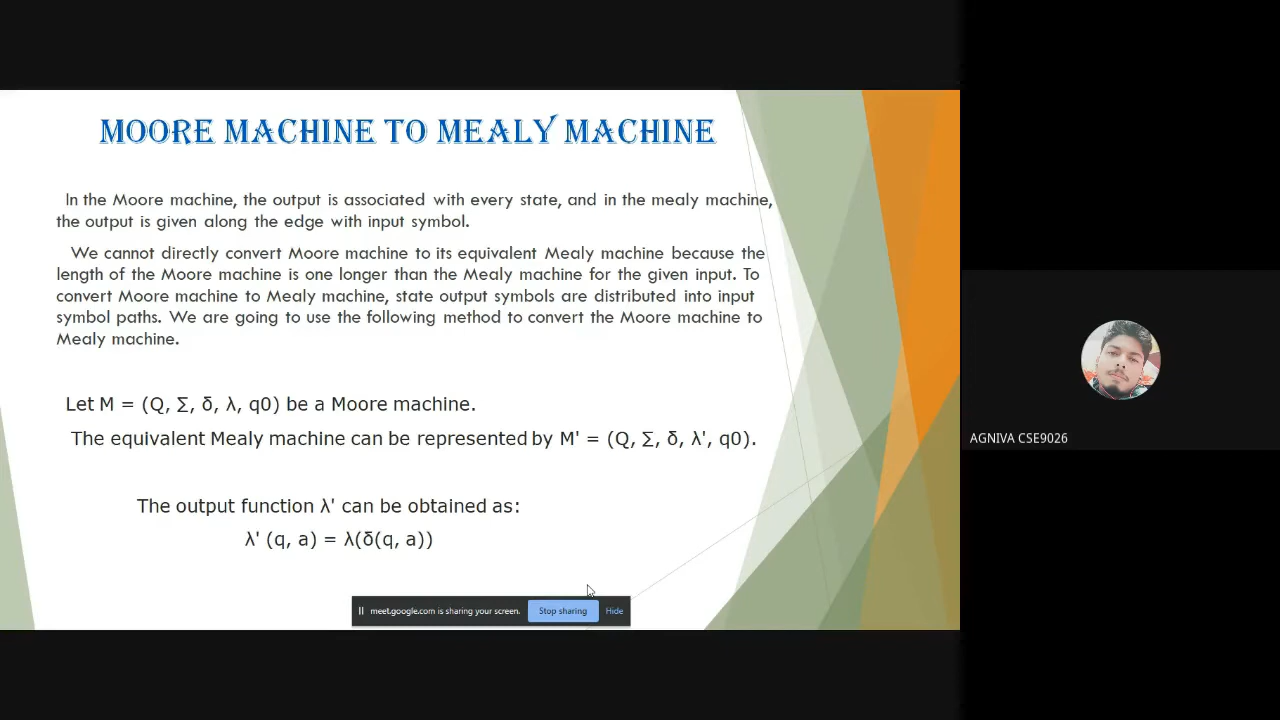 MOORE MACHINE TO MEALY MACHINE
In the Moore machine, the output is associated with every state, and in the mealy machine,
the output is given along the edge with input symbol.
We cannot directly convert Moore machine to its equivalent Mealy machine because the
length of the Moore machine is one longer than the Mealy machine for the given input. To
convert Moore machine to Mealy machine, state output symbols are distributed into input
symbol paths. We are going to use the following method to convert the Moore machine to
Mealy machine.
Let M = (Q, Σ, δ, λ, q0) be a Moore machine.
The equivalent Mealy machine can be represented by M' = (Q, Σ, δ, λ', q0).
The output function λ' can be obtained as:
λ' (q, a) = λ(δ(q, a))
meet.google.com is sharing your screen. Stop sharing Hide
AGNIVA CSE9026